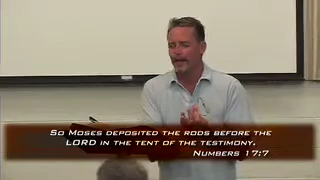 So Moses deposited the rods before the
LORD in the tent of the testimony.
Numbers 17:7